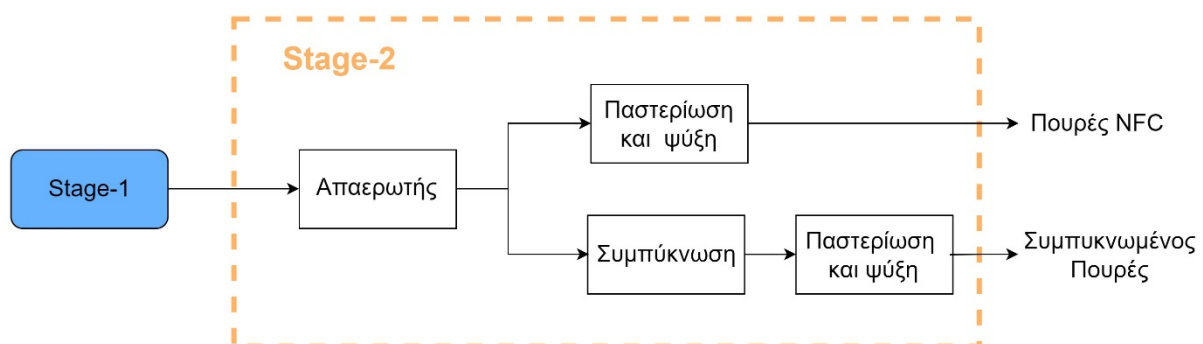 Stage-2
Stage-1
Απαερωτής
Παστερίωση
και ψύξη
Πουρές NFC
Συμπύκνωση
Παστερίωση
και ψύξη
Συμπυκνωμένος
Πουρές